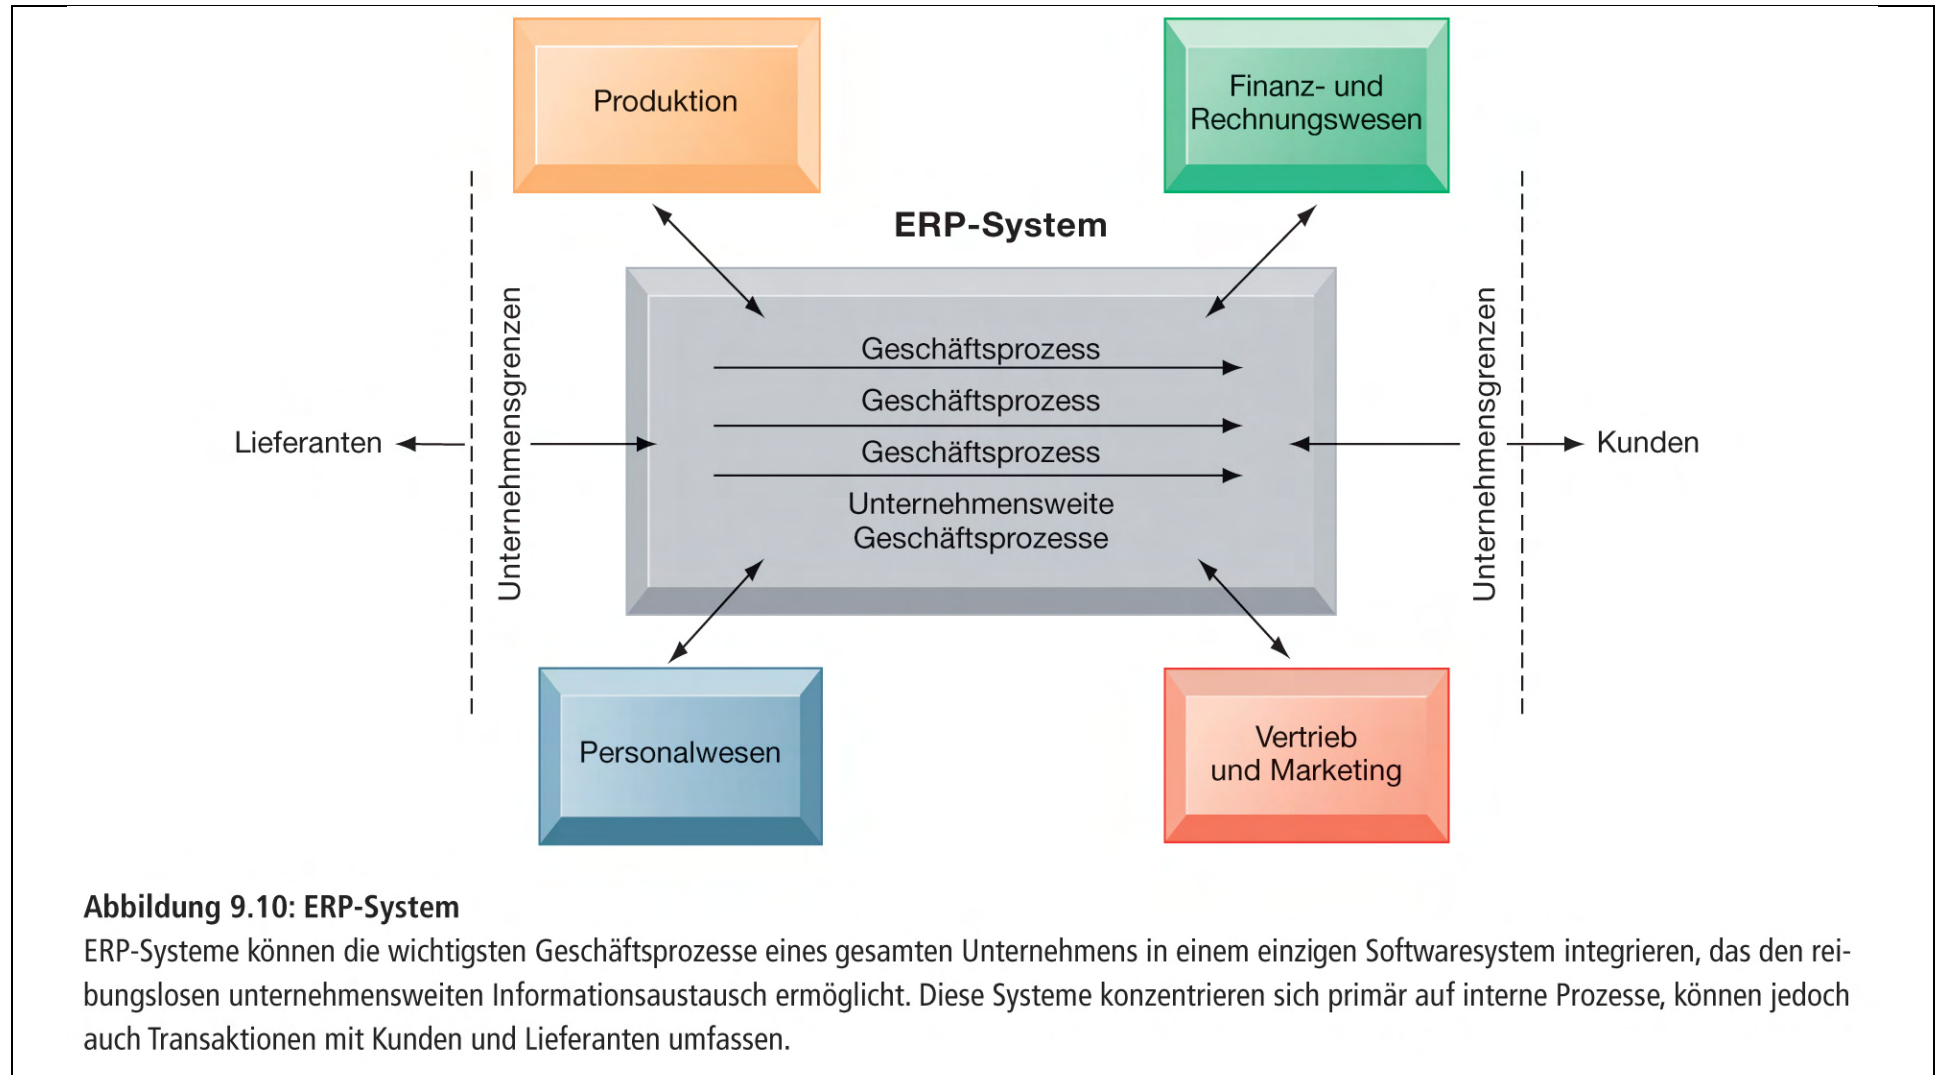 Produktion
Finanz- und
Rechnungswesen
ERP-System
Unternehmensgrenzen
Geschäftsprozess
Geschäftsprozess
Geschäftsprozess
Unternehmensweite
Geschäftsprozesse
Unternehmensgrenzen
Lieferanten
Kunden
Personalwesen
Vertrieb
und Marketing
Abbildung 9.10: ERP-System
ERP-Systeme können die wichtigsten Geschäftsprozesse eines gesamten Unternehmens in einem einzigen Softwaresystem integrieren, das den rei-
bungslosen unternehmensweiten Informationsaustausch ermöglicht. Diese Systeme konzentrieren sich primär auf interne Prozesse, können jedoch
auch Transaktionen mit Kunden und Lieferanten umfassen.